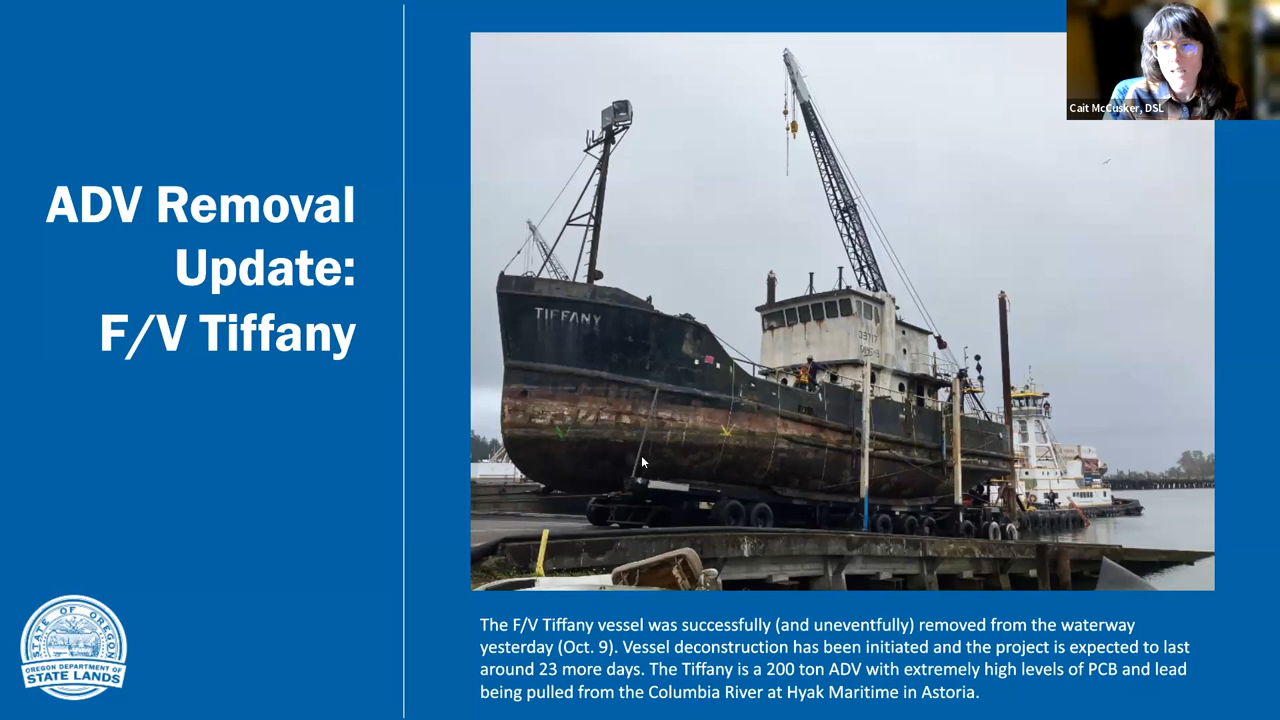 ADV Removal
Update:
F/V Tiffany
Cait McCusker, DSL
TIFFANY
STATE OF OREGON
OREGON DEPARTMENT OF
STATE LANDS
The F/V Tiffany vessel was successfully (and uneventfully) removed from the waterway
yesterday (Oct. 9). Vessel deconstruction has been initiated and the project is expected to last
around 23 more days. The Tiffany is a 200 ton ADV with extremely high levels of PCB and lead
being pulled from the Columbia River at Hyak Maritime in Astoria.